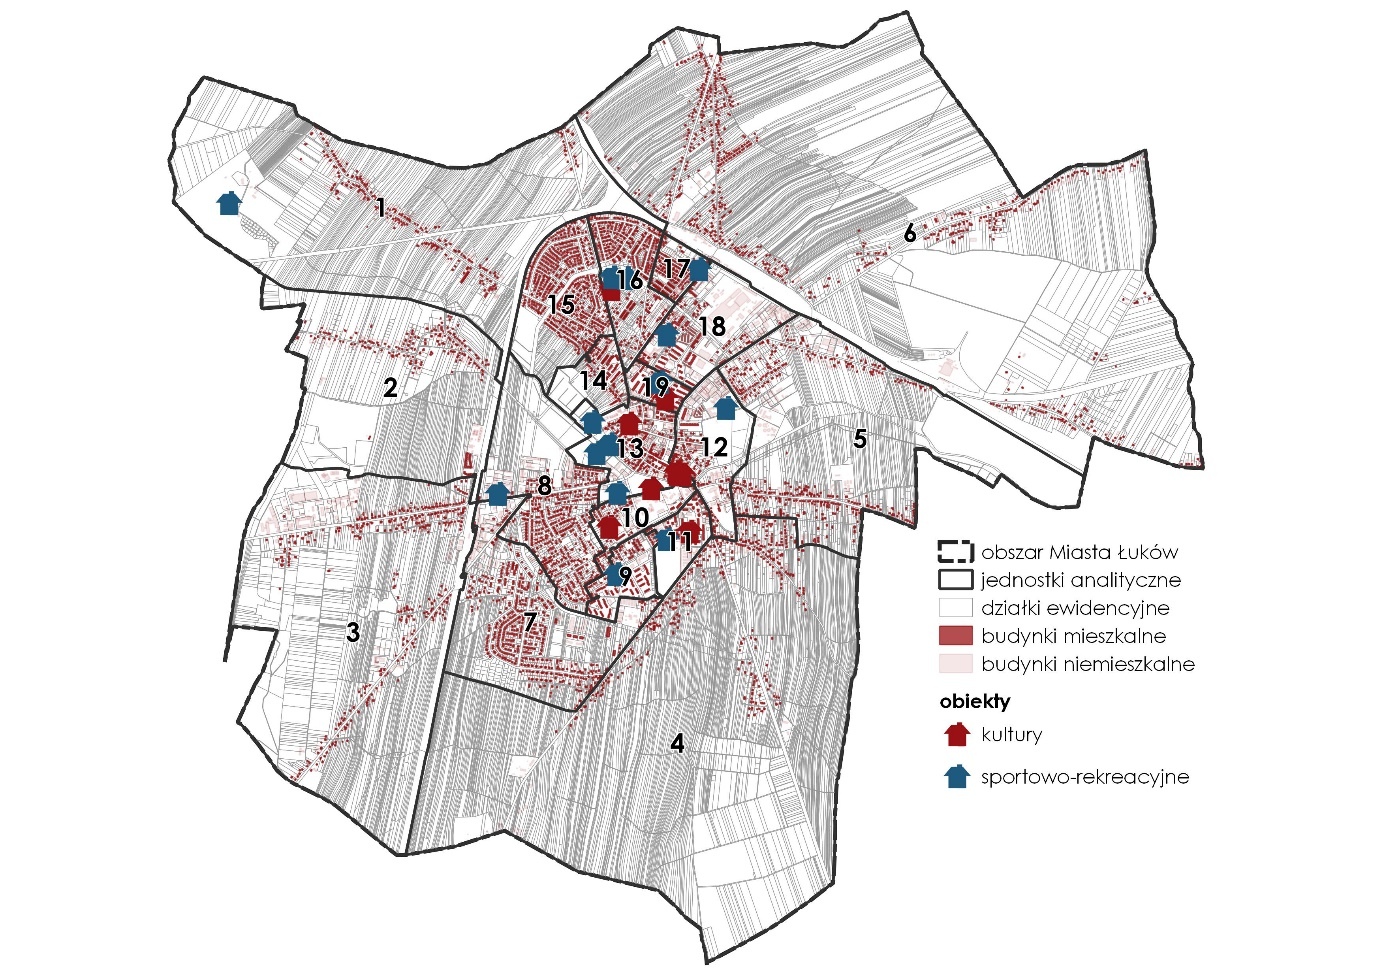 1
6
17
16
15
18
2
14
19
13
12
5
8
10
11
9
7
3
4
obszar Miasta Łuków
jednostki analityczne
działki ewidencyjne
budynki mieszkalne
budynki niemieszkalne
obiekty
kultury
sportowo-rekreacyjne